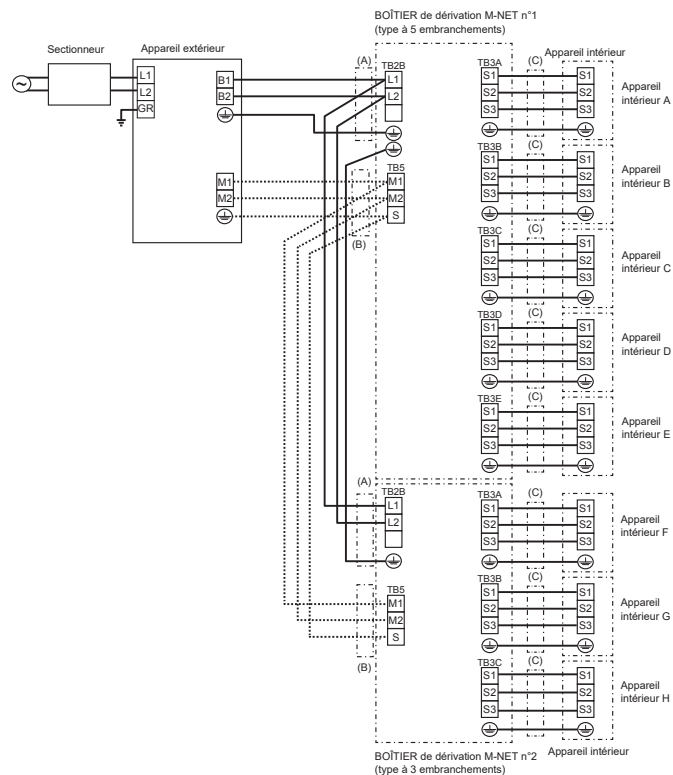 BOÎTIER de dérivation M-NET n°1
(type à 5 embranchements)
Sectionneur
Appareil extérieur
Appareil intérieur
L1
L2
GR
B1
B2
M1
M2
(A)
TB2B
L1
L2
TB5
M1
M2
S
(B)
TB3A
(C)
S1 S1
S2 S2
S3 S3
Appareil
intérieur A
TB3B
(C)
S1 S1
S2 S2
S3 S3
Appareil
intérieur B
TB3C
(C)
S1 S1
S2 S2
S3 S3
Appareil
intérieur C
TB3D
(C)
S1 S1
S2 S2
S3 S3
Appareil
intérieur D
TB3E
(C)
S1 S1
S2 S2
S3 S3
Appareil
intérieur E
(A)
TB2B
L1
L2
TB5
M1
M2
S
(B)
TB3A
(C)
S1 S1
S2 S2
S3 S3
Appareil
intérieur F
TB3B
(C)
S1 S1
S2 S2
S3 S3
Appareil
intérieur G
TB3C
(C)
S1 S1
S2 S2
S3 S3
Appareil
intérieur H
Appareil intérieur
BOÎTIER de dérivation M-NET n°2
(type à 3 embranchements)